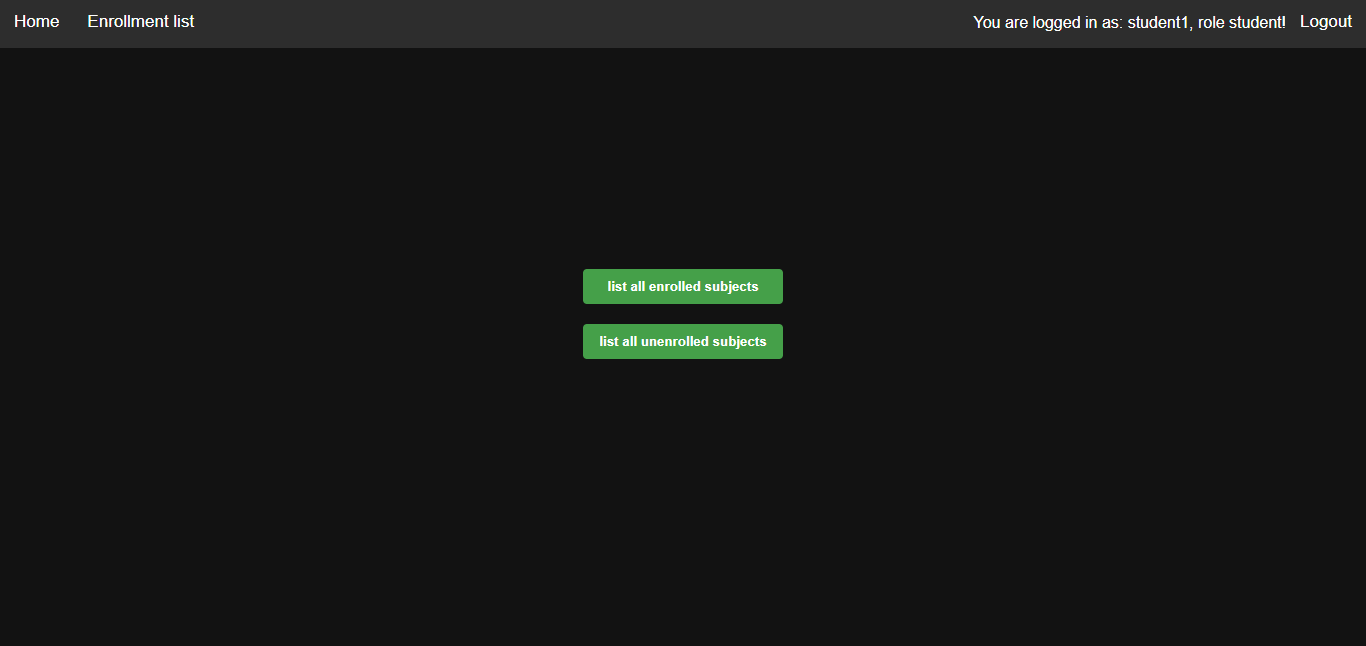 Home Enrollment list You are logged in as: student1, role student! Logout
list all enrolled subjects
list all unenrolled subjects